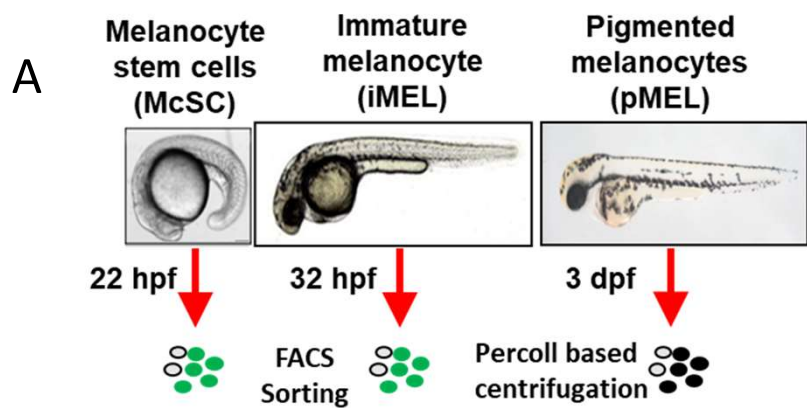 A
Melanocyte
stem cells
(McSC)
Immature
melanocyte
(iMEL)
Pigmented
melanocytes
(pMEL)
22 hpf
32 hpf
3 dpf
FACS
Sorting
Percoll based
centrifugation